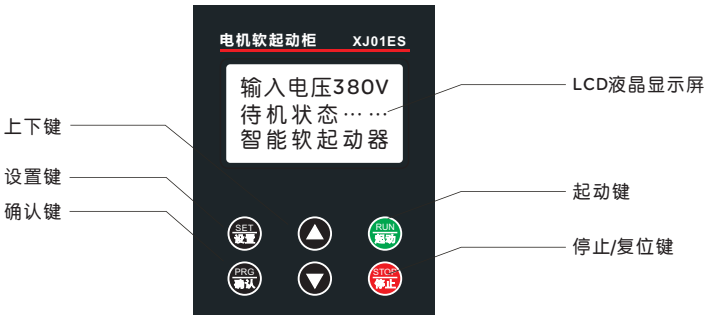 电机软起动柜 XJ01ES
输入电压380V
待机状态……
智能软起动器
LCD液晶显示屏
上下键
设置键
确认键
起动键
停止/复位键
SET
设置
RUN
起动
PRG
确认
STOP
停止